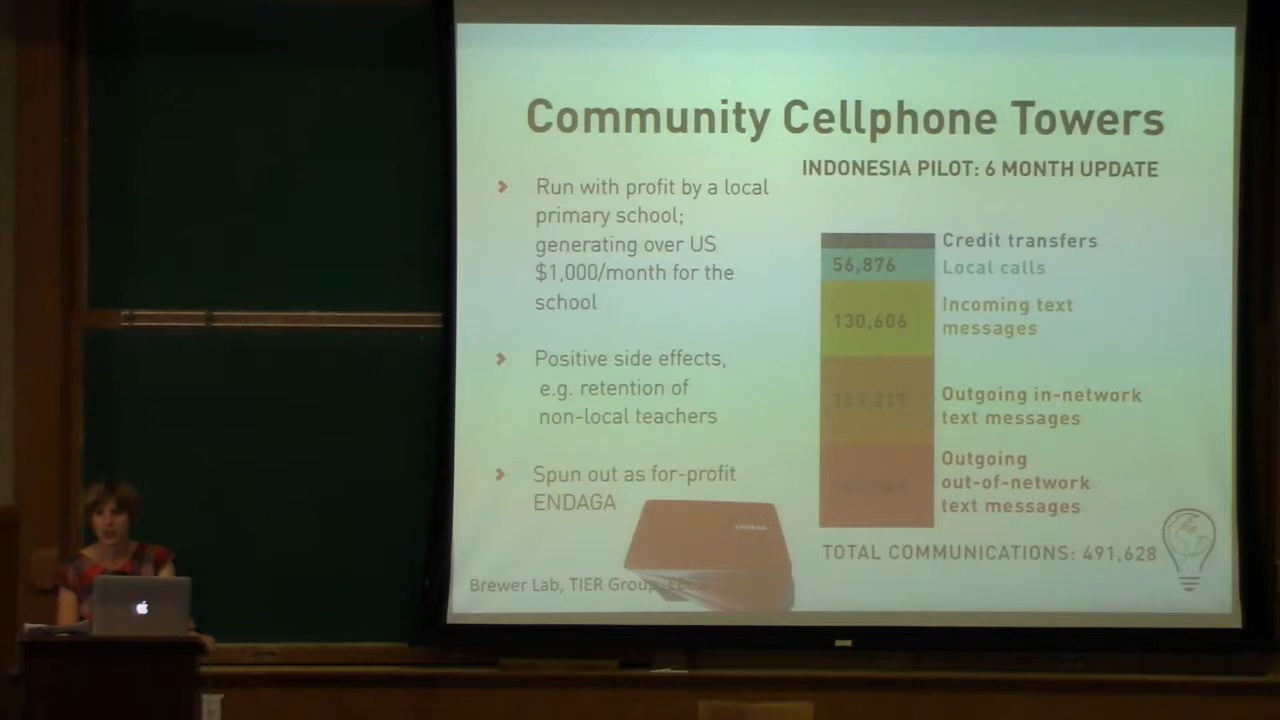 Community Cellphone Towers
INDONESIA PILOT: 6 MONTH UPDATE
Run with profit by a local
primary school;
generating over US
$1,000/month for the
school
Positive side effects,
e.g. retention of
non-local teachers
Spun out as for-profit
ENDAGA
Brewer Lab, TIER Group,
Credit transfers
56,876
Local calls
130,606
Incoming text
messages
Outgoing in-network
text messages
Outgoing
out-of-network
text messages
TOTAL COMMUNICATIONS: 491,628